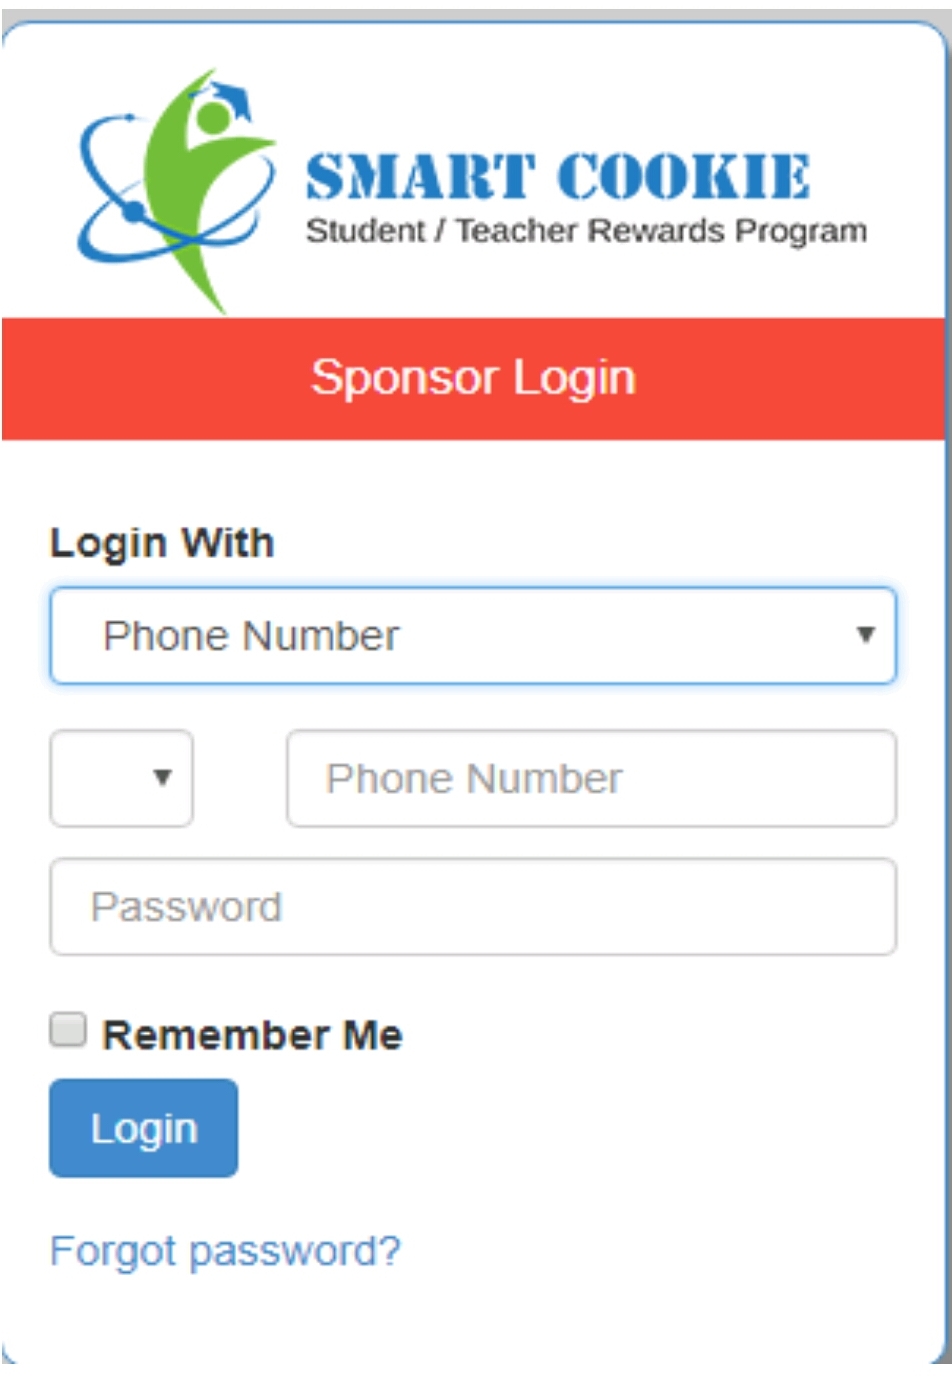 SMART COOKIE
Student / Teacher Rewards Program
Sponsor Login
Login With
Phone Number
Phone Number
Password
Remember Me
Login
Forgot password?